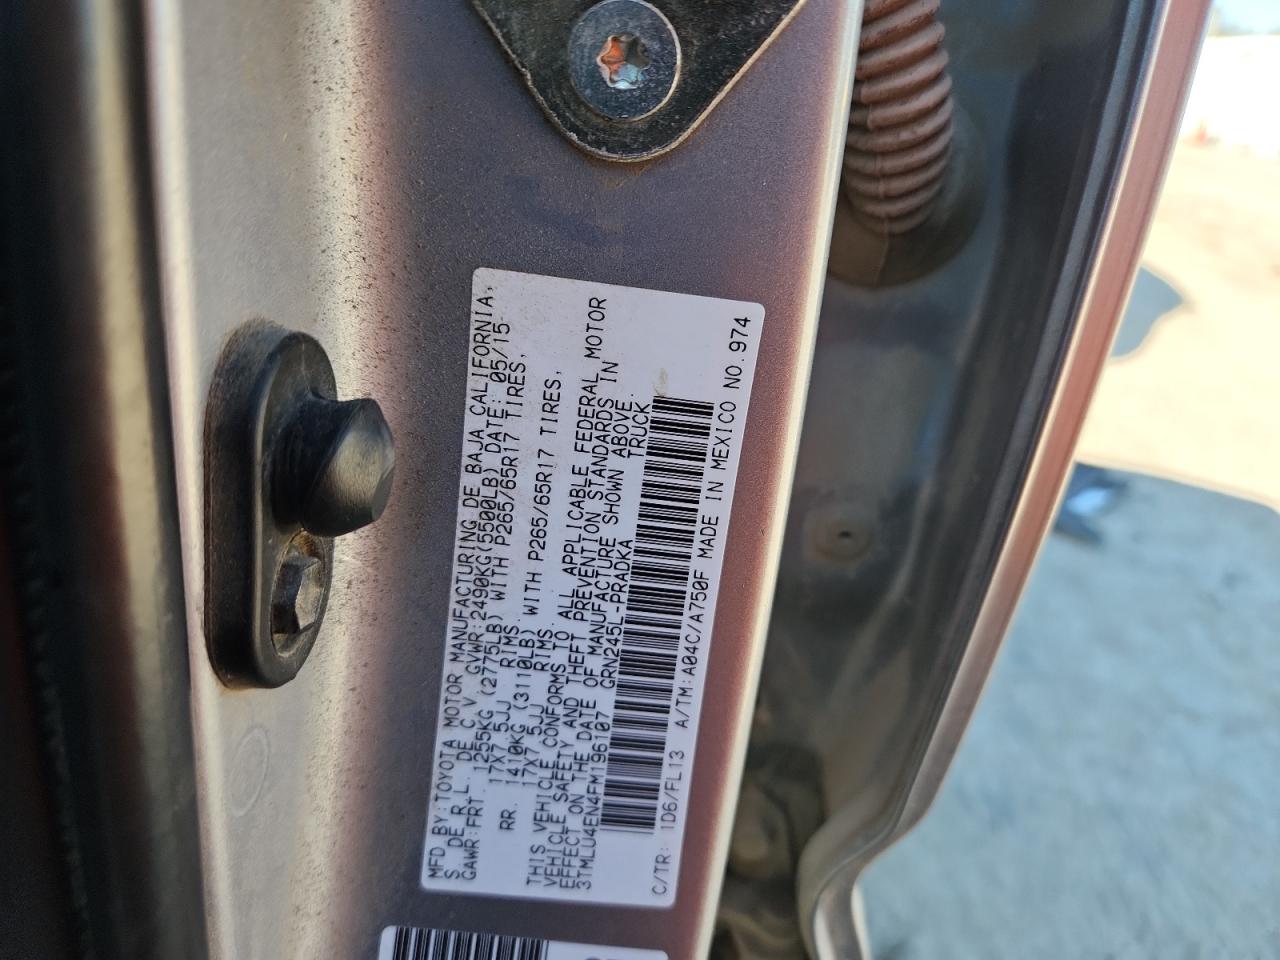 MFD BY:TOYOTA MOTOR MANUFACTURING DE BAJA CALIFORNIA,
S. DE R.L. DE C.V. GVWR:2490KG(5500LB) DATE: 05/15
GAWR:FRT. 1255KG (2775LB) WITH P265/65R17 TIRES,
17X7.5JJ RIMS
RR. 1410KG (3110LB) WITH P265/65R17 TIRES,
17X7.5JJ RIMS
THIS VEHICLE CONFORMS TO ALL APPLICABLE FEDERAL MOTOR
VEHICLE SAFETY AND THEFT PREVENTION STANDARDS IN
EFFECT ON THE DATE OF MANUFACTURE SHOWN ABOVE.
3TMLU4EN4FM196107 GRN245L-PRADKA TRUCK
C/TR: 1D6/FL13 A/TM:A04C/A750F MADE IN MEXICO NO.974